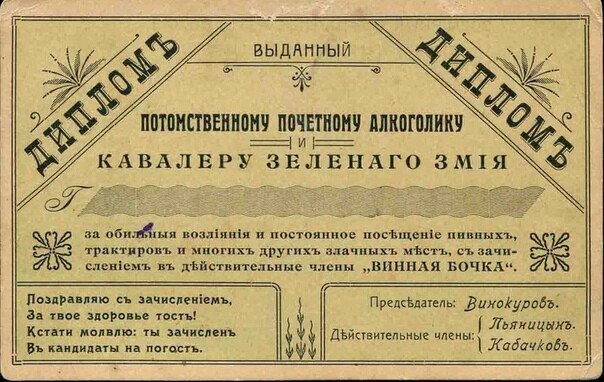 ДИПЛОМЪ
ВЫДАННЫЙ
ДИПЛОМЪ
ПОТОМСТВЕННОМУ ПОЧЕТНОМУ АЛКОГОЛИКУ
И
КАВАЛЕРУ ЗЕЛЕНАГО ЗМІЯ
Г
за обильныя возліянія и постоянное посѣщеніе пивныхъ,
трактировъ и многихъ другихъ злачныхъ мѣстъ, съ зачи-
сленіемъ въ дѣйствительные члены „ВИННАЯ БОЧКА“.
Поздравляю съ зачисленіемъ,
За твое здоровье тостъ!
Кстати молвлю: ты зачисленъ
Въ кандидаты на погостъ.
Предсѣдатель: Винокуровъ.
Дѣйствительные члены: Пьяницынъ.
Кабачковъ.